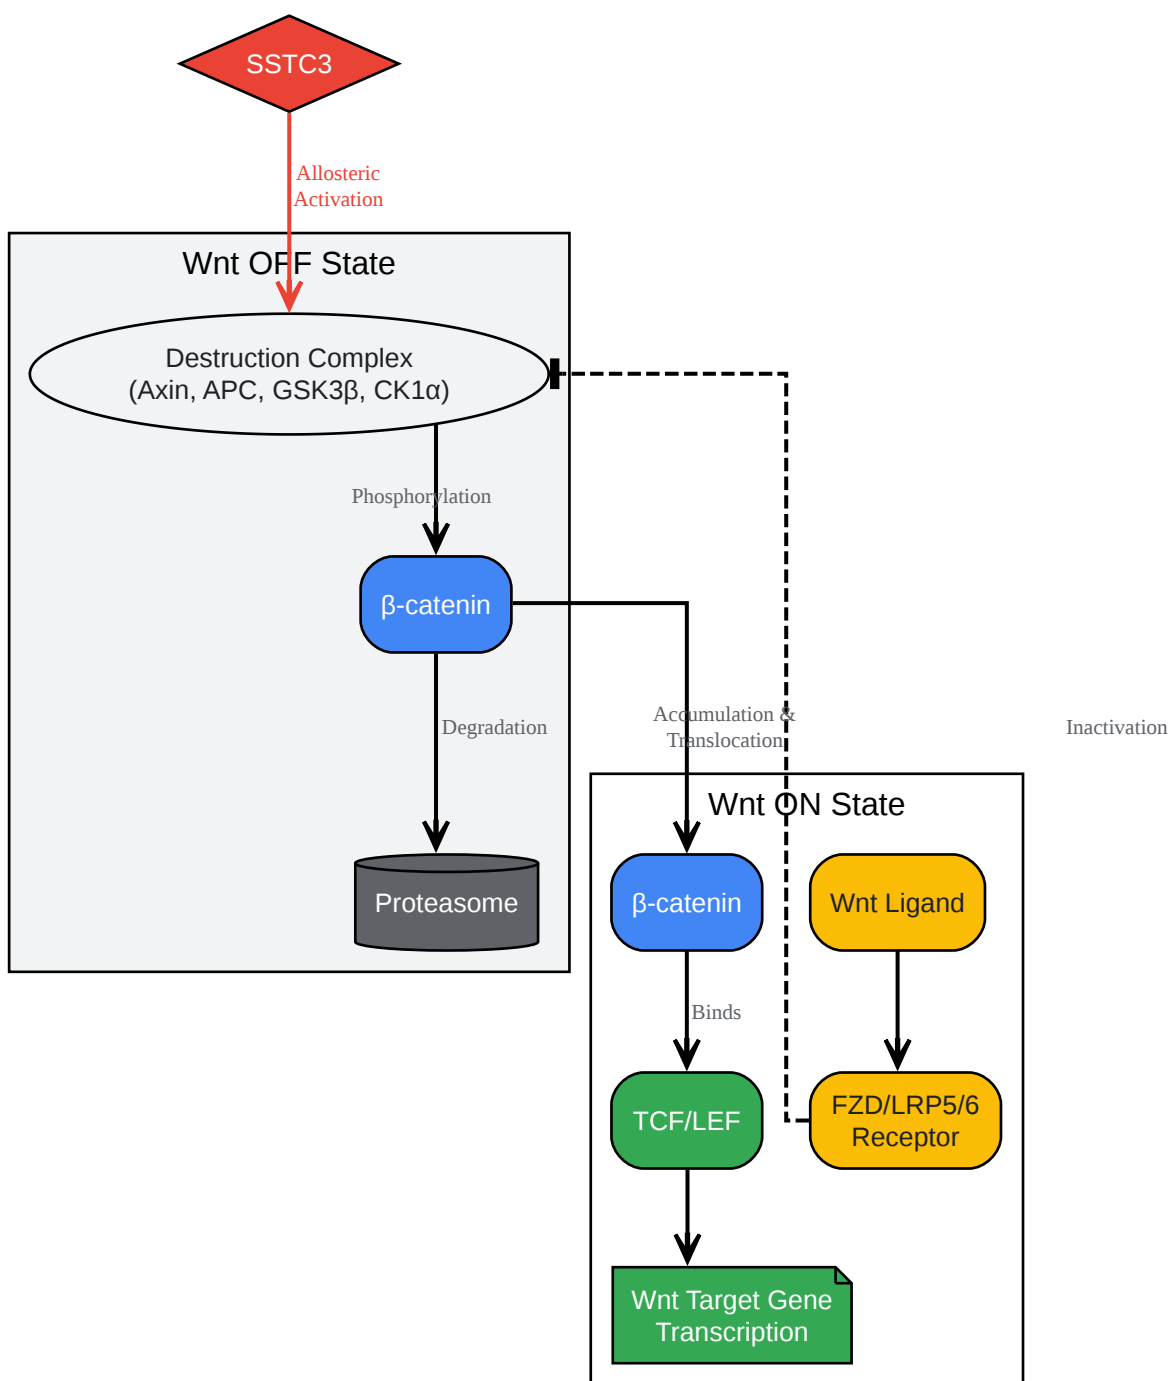 SSTC3
Allosteric
Activation
Wnt OFF State
Destruction Complex
(Axin, APC, GSK3β, CK1α)
Phosphorylation
β-catenin
Degradation
Accumulation &
Translocation
Inactivation
Proteasome
Wnt ON State
β-catenin
Wnt Ligand
Binds
TCF/LEF
FZD/LRP5/6
Receptor
Wnt Target Gene
Transcription